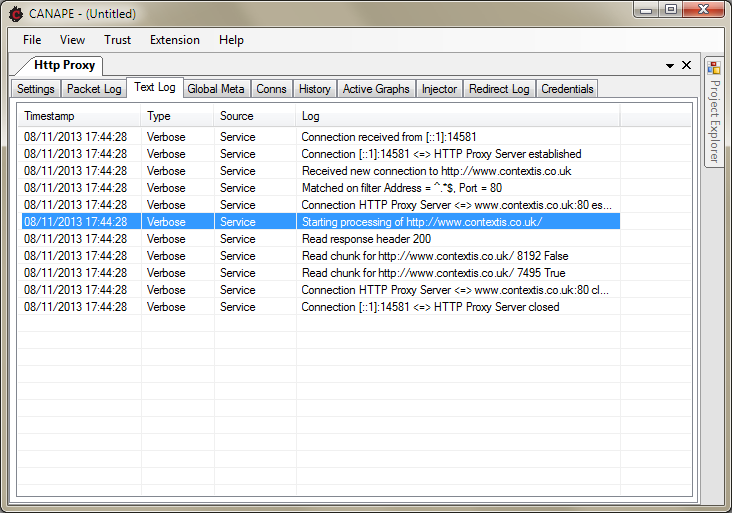 CANAPE - (Untitled)
File View Trust Extension Help
Http Proxy
Settings Packet Log Text Log Global Meta Conns History Active Graphs Injector Redirect Log Credentials
Timestamp Type Source Log
08/11/2013 17:44:28 Verbose Service Connection received from [::1]:14581
08/11/2013 17:44:28 Verbose Service Connection [::1]:14581 <=> HTTP Proxy Server established
08/11/2013 17:44:28 Verbose Service Received new connection to http://www.contextis.co.uk
08/11/2013 17:44:28 Verbose Service Matched on filter Address = ^.*$, Port = 80
08/11/2013 17:44:28 Verbose Service Connection HTTP Proxy Server <=> www.contextis.co.uk:80 es...
08/11/2013 17:44:28 Verbose Service Starting processing of http://www.contextis.co.uk/
08/11/2013 17:44:28 Verbose Service Read response header 200
08/11/2013 17:44:28 Verbose Service Read chunk for http://www.contextis.co.uk/ 8192 False
08/11/2013 17:44:28 Verbose Service Read chunk for http://www.contextis.co.uk/ 7495 True
08/11/2013 17:44:28 Verbose Service Connection HTTP Proxy Server <=> www.contextis.co.uk:80 cl...
08/11/2013 17:44:28 Verbose Service Connection [::1]:14581 <=> HTTP Proxy Server closed
Project Explorer